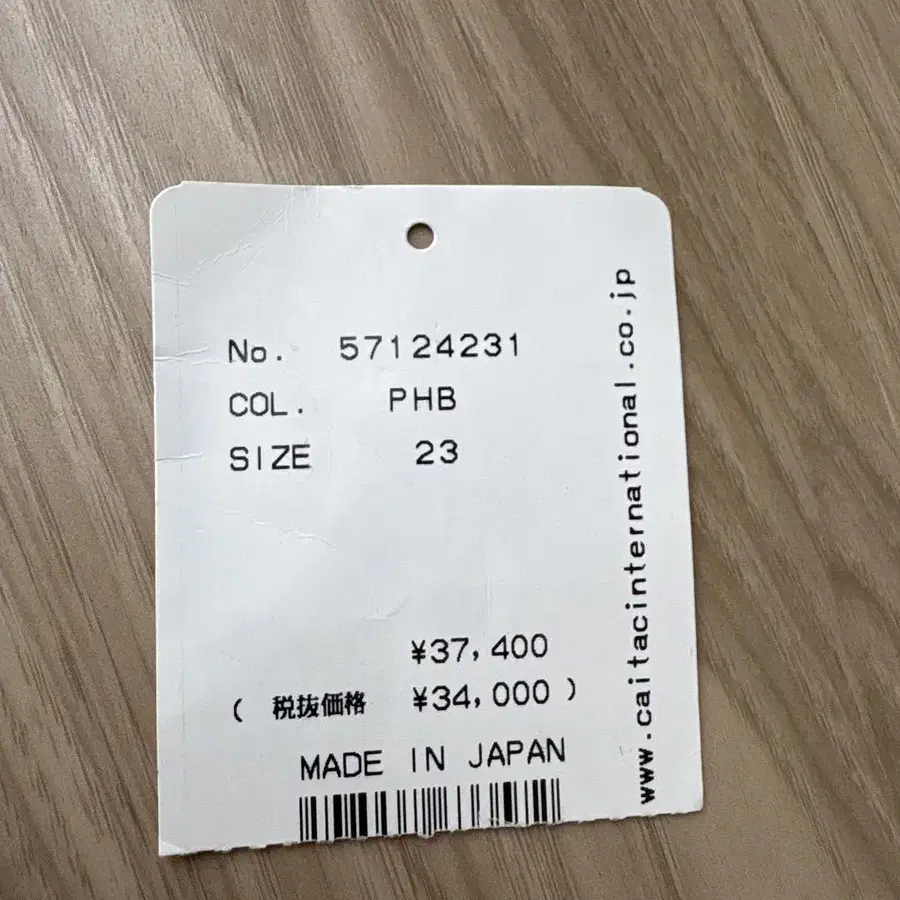 No. 57124231
COL. PHB
SIZE 23
¥37,400
( 税抜価格 ¥34,000 )
MADE IN JAPAN
www.caitacinternational.co.jp